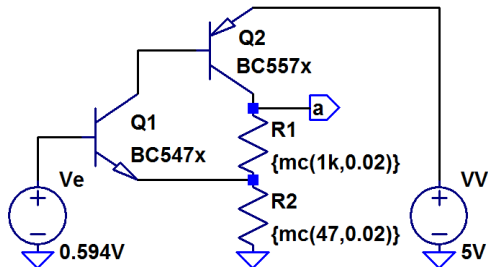 Q2
BC557x
a
Q1
R1
BC547x
{mc(1k,0.02)}
Ve
R2
VV
{mc(47,0.02)}
0.594V
5V